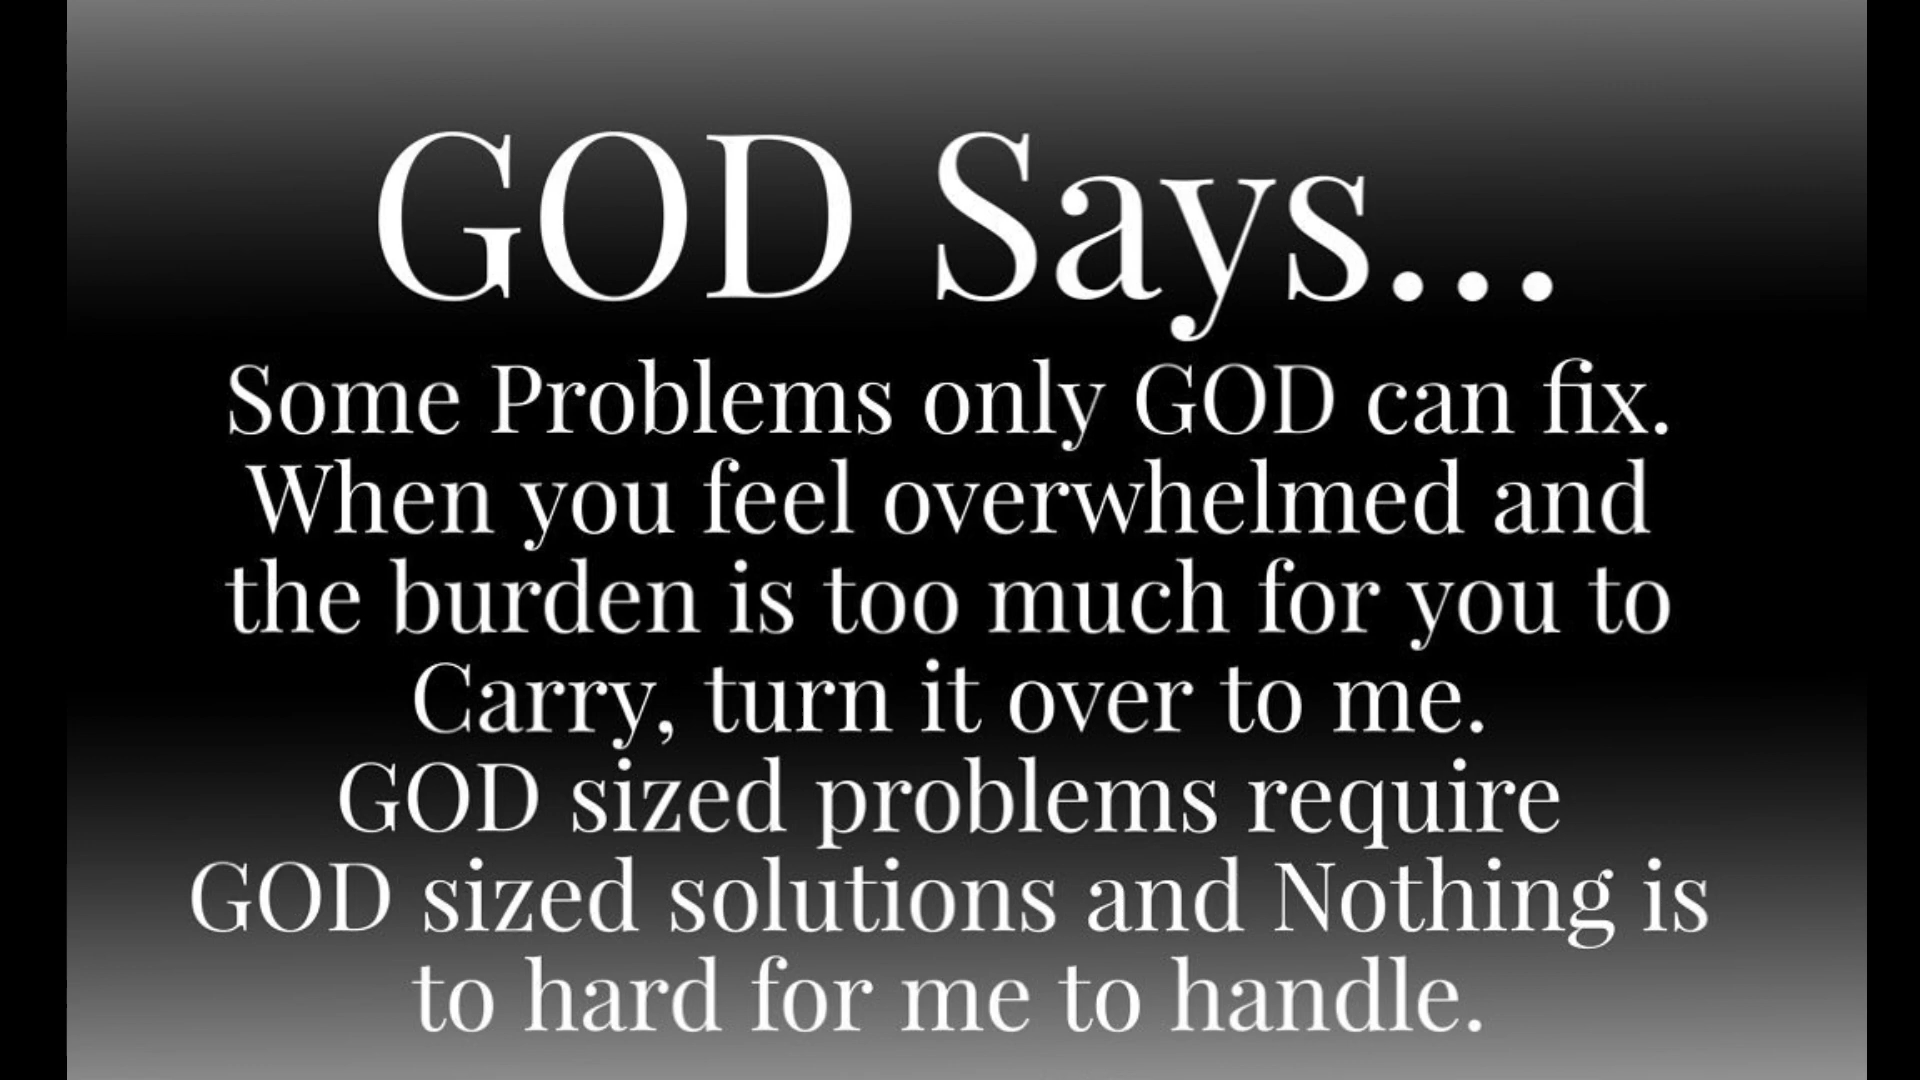 GOD Says...
Some Problems only GOD can fix.
When you feel overwhelmed and
the burden is too much for you to
Carry, turn it over to me.
GOD sized problems require
GOD sized solutions and Nothing is
to hard for me to handle.